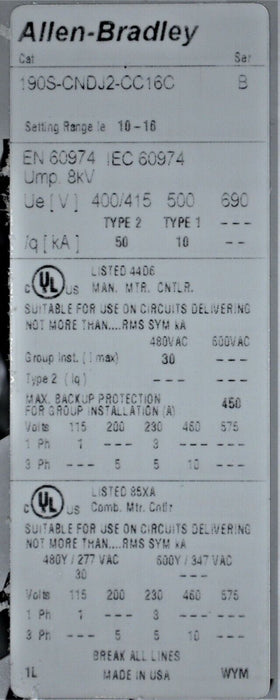 Allen-Bradley
Cat Ser
190S-CNDJ2-CC16C B
Setting Range Ie 10-16
EN 60974 IEC 60974
Uimp. 8kV
Ue [V] 400/415 500 690
TYPE 2 TYPE 1 ---
Iq [kA] 50 10 --
c UL us LISTED 4406
MAN. MTR. CNTLR.
SUITABLE FOR USE ON CIRCUITS DELIVERING
NOT MORE THAN....RMS SYM kA
480VAC 600VAC
Group Inst. (I max) 30 ---
Type 2 (Iq) --- ---
MAX. BACKUP PROTECTION
FOR GROUP INSTALLATION (A) 450
Volts 115 200 230 460 575
1 Ph 1 --- 3 --- ---
3 Ph --- 5 5 10 ---
c UL us LISTED 85XA
Comb. Mtr. Cntlr
SUITABLE FOR USE ON CIRCUITS DELIVERING
NOT MORE THAN....RMS SYM kA
480Y/277 VAC 600Y/347 VAC
30 ---
Volts 115 200 230 460 575
1 Ph 1 --- 3 --- ---
3 Ph --- 5 5 10 ---
BREAK ALL LINES
1L MADE IN USA WYM